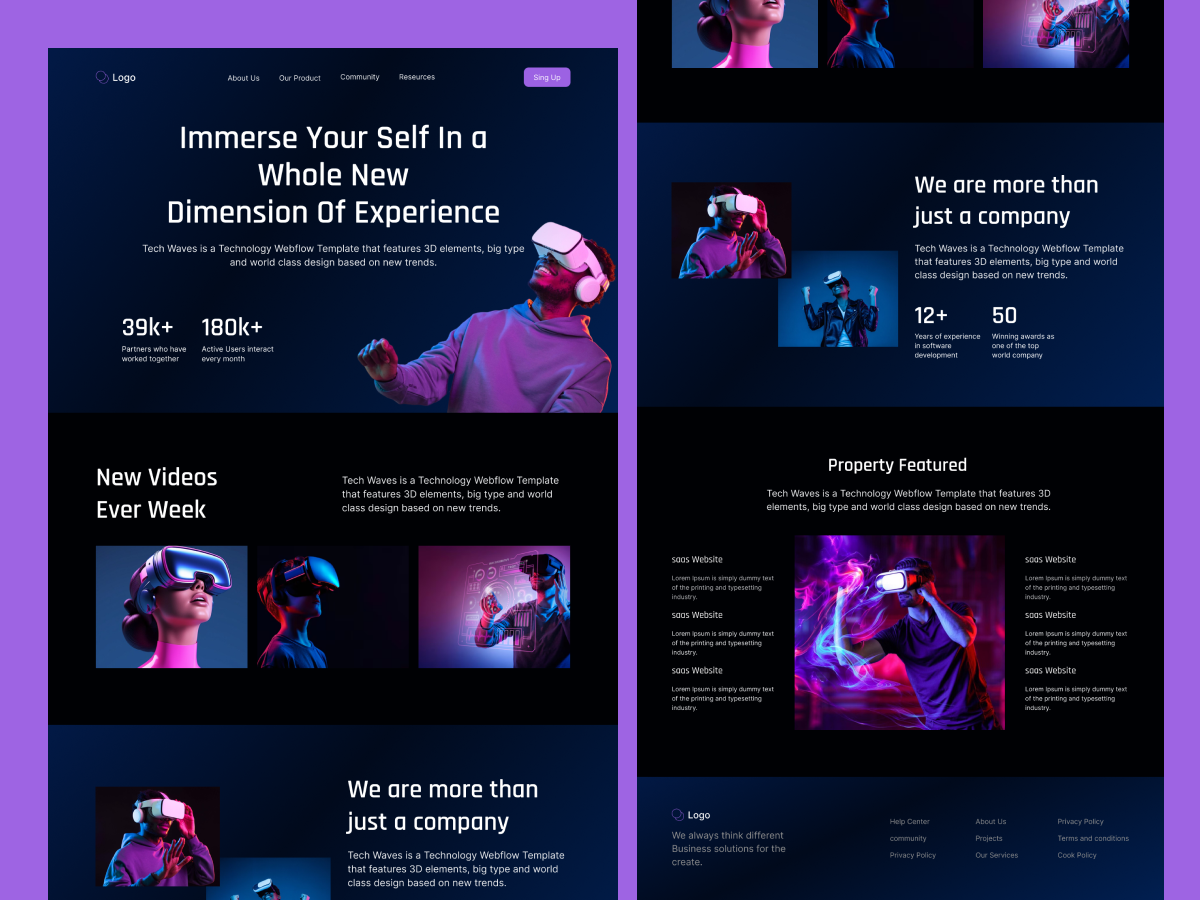 Logo
About Us
Our Product
Community
Resources
Sing Up
Immerse Your Self In a
Whole New
Dimension Of Experience
Tech Waves is a Technology Webflow Template that features 3D elements, big type
and world class design based on new trends.
39k+
Partners who have
worked together
180k+
Active Users interact
every month
New Videos
Ever Week
Tech Waves is a Technology Webflow Template
that features 3D elements, big type and world
class design based on new trends.
We are more than
just a company
Tech Waves is a Technology Webflow Template
that features 3D elements, big type and world
class design based on new trends.
We are more than
just a company
Tech Waves is a Technology Webflow Template
that features 3D elements, big type and world
class design based on new trends.
12+
Years of experience
in software
development
50
Winning awards as
one of the top
world company
Property Featured
Tech Waves is a Technology Webflow Template that features 3D
elements, big type and world class design based on new trends.
saas Website
Lorem Ipsum is simply dummy text
of the printing and typesetting
industry.
saas Website
Lorem Ipsum is simply dummy text
of the printing and typesetting
industry.
saas Website
Lorem Ipsum is simply dummy text
of the printing and typesetting
industry.
saas Website
Lorem Ipsum is simply dummy text
of the printing and typesetting
industry.
saas Website
Lorem Ipsum is simply dummy text
of the printing and typesetting
industry.
saas Website
Lorem Ipsum is simply dummy text
of the printing and typesetting
industry.
Logo
We always think different
Business solutions for the
create.
Help Center
community
Privacy Policy
About Us
Projects
Our Services
Privacy Policy
Terms and conditions
Cook Policy